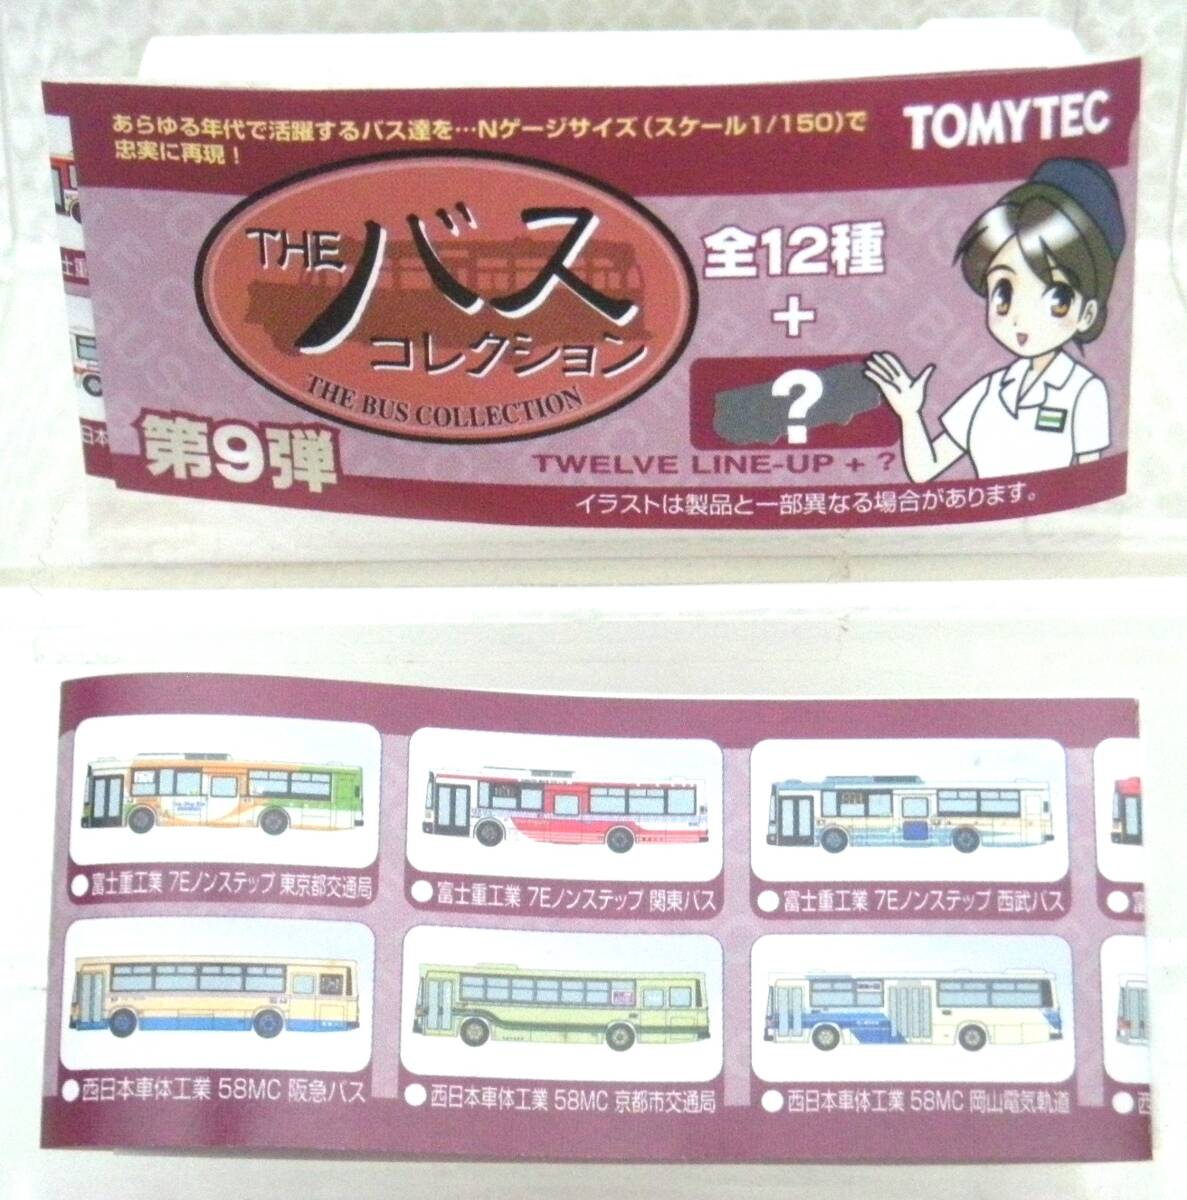 あらゆる年代で活躍するバス達を…Nゲージサイズ(スケール1/150)で
忠実に再現!
TOMYTEC
THE バス
コレクション
THE BUS COLLECTION
全12種
+
?
TWELVE LINE-UP + ?
第9弾
イラストは製品と一部異なる場合があります。
●富士重工業 7Eノンステップ 東京都交通局
●富士重工業 7Eノンステップ 関東バス
●富士重工業 7Eノンステップ 西武バス
●西日本車体工業 58MC 阪急バス
●西日本車体工業 58MC 京都市交通局
●西日本車体工業 58MC 岡山電気軌道